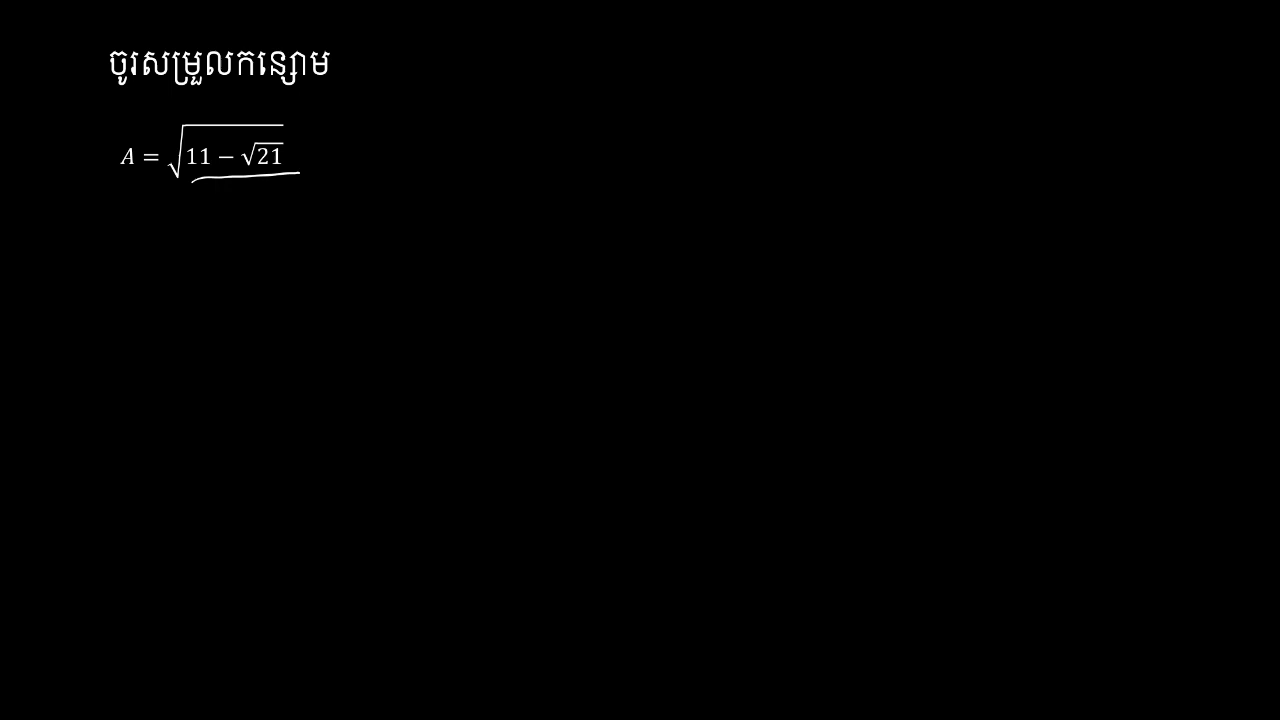 ចូរសម្រួលកន្សោម
A = √(11 − √21)